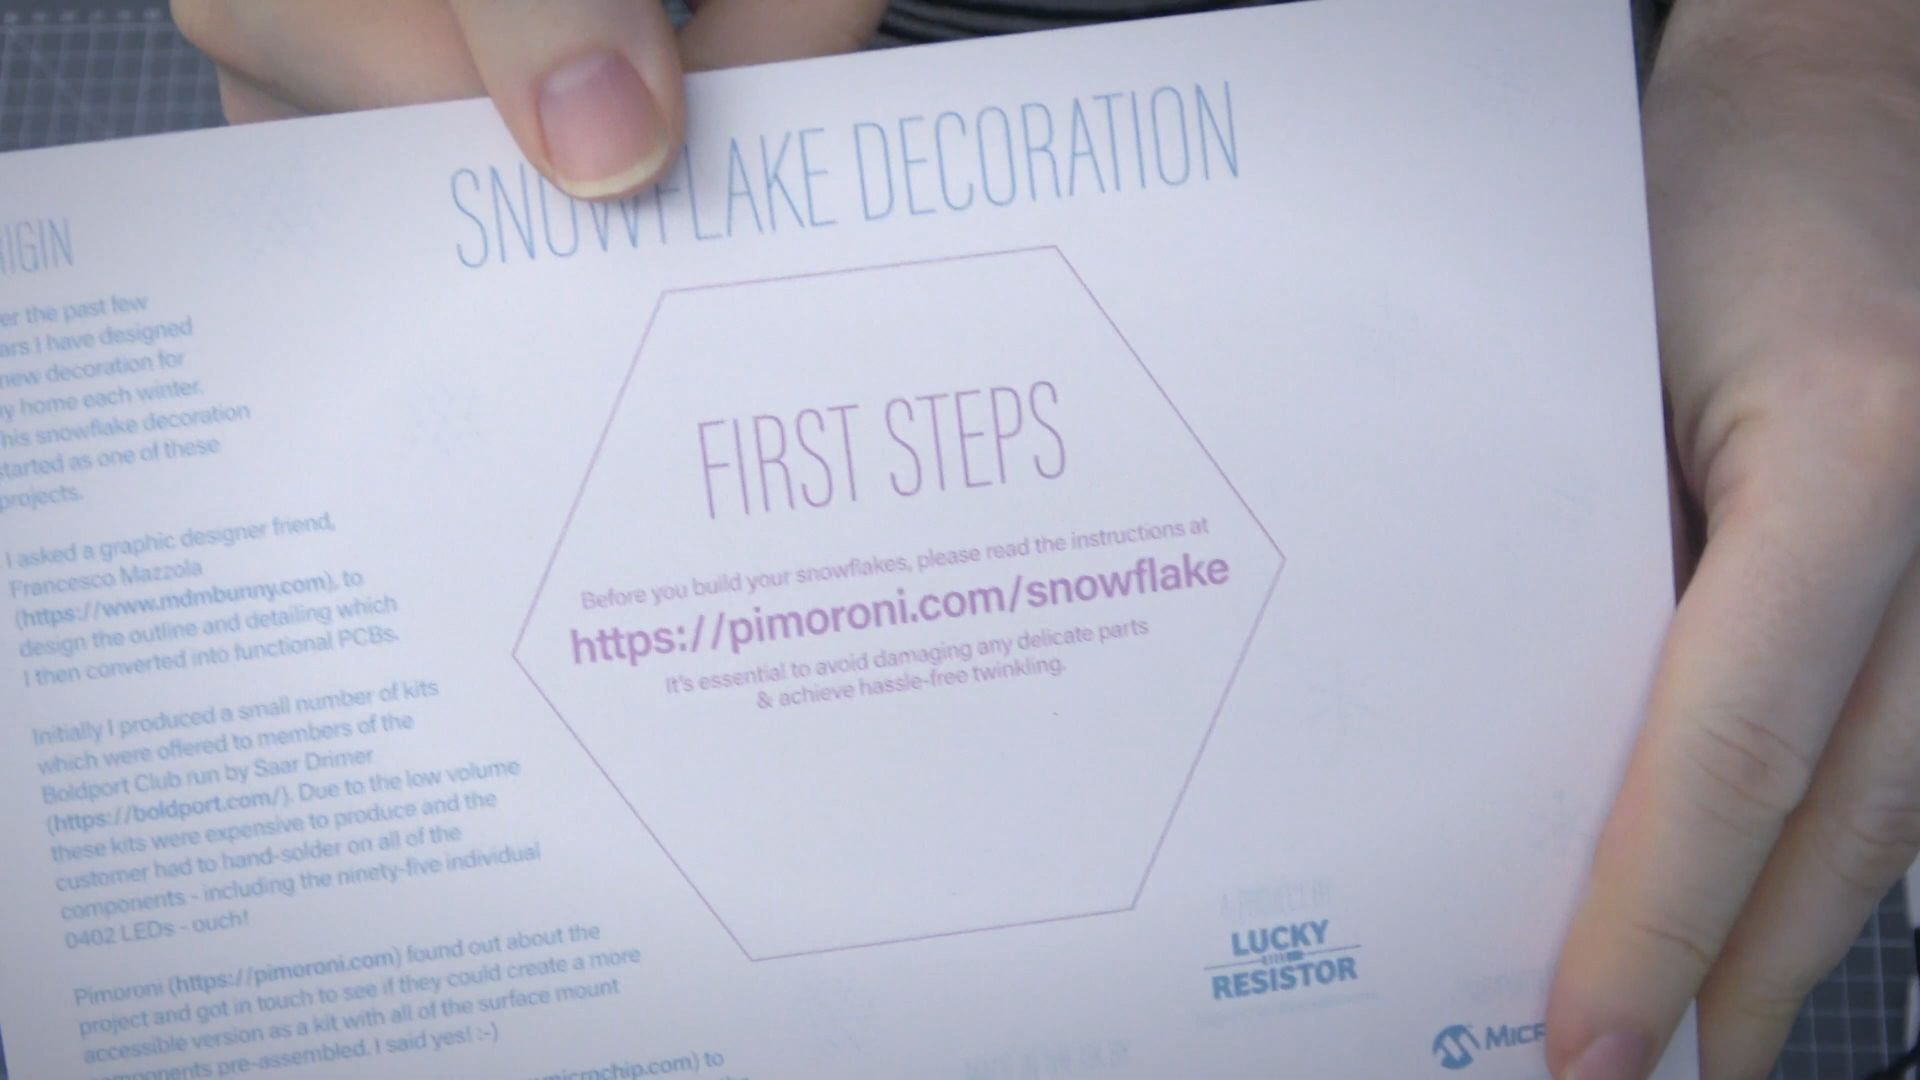 SNOWFLAKE DECORATION
past few
I have designed
new decoration for
home each winter.
snowflake decoration
started as one of these
projects.
I asked a graphic designer friend,
Francesco Mazzola
(https://www.mdmbunny.com), to
design the outline and detailing which
I then converted into functional PCBs.
Initially I produced a small number of kits
which were offered to members of the
Boldport Club run by Saar Drimer
(https://boldport.com/). Due to the low volume
these kits were expensive to produce and the
customer had to hand-solder on all of the
components - including the ninety-five individual
0402 LEDs - ouch!
Pimoroni (https://pimoroni.com) found out about the
project and got in touch to see if they could create a more
accessible version as a kit with all of the surface mount
pre-assembled. I said yes! :-)
to
FIRST STEPS
Before you build your snowflakes, please read the instructions at
https://pimoroni.com/snowflake
It's essential to avoid damaging any delicate parts
& achieve hassle-free twinkling.
LUCKY
RESISTOR